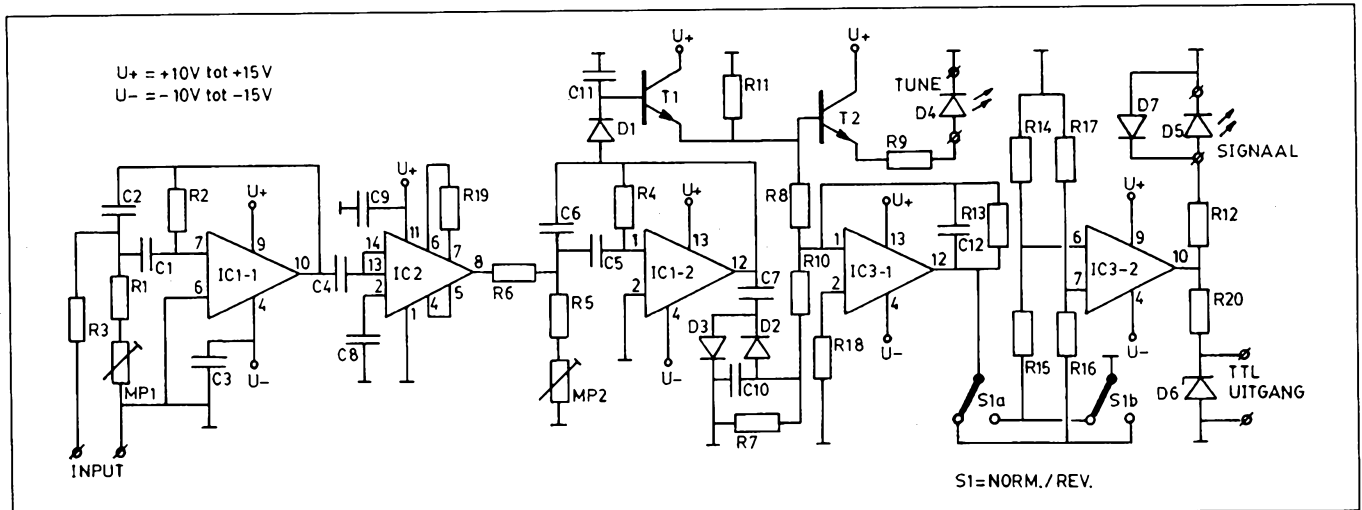 U+ = +10V tot +15V
U- = -10V tot -15V
U+
U+
C11
T1
R11
T2
TUNE
D4
R9
D1
D7
D5
SIGNAAL
R14
R17
C2
R2
U+
C9
U+
R19
R4
U+
R8
U+
R13
C12
U+
R12
C6
7
9
11
6
14
7
13
1
13
1
13
6
9
C1
10
IC1-1
C4
13
IC2
8
C5
IC1-2
12
C7
R10
IC3-1
12
IC3-2
10
R1
6
4
2
4
5
1
R6
2
4
2
4
7
4
R20
R3
C3
U-
C8
R5
D3
D2
U-
U-
R18
R15
R16
U-
MP1
MP2
C10
R7
S1a
S1b
D6
TTL
UITGANG
INPUT
S1=NORM./REV.